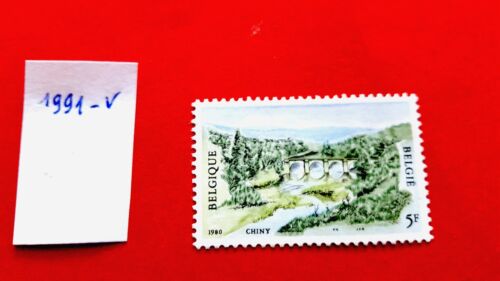 1991-V
BELGIQUE
BELGIË
5F
1980 CHINY